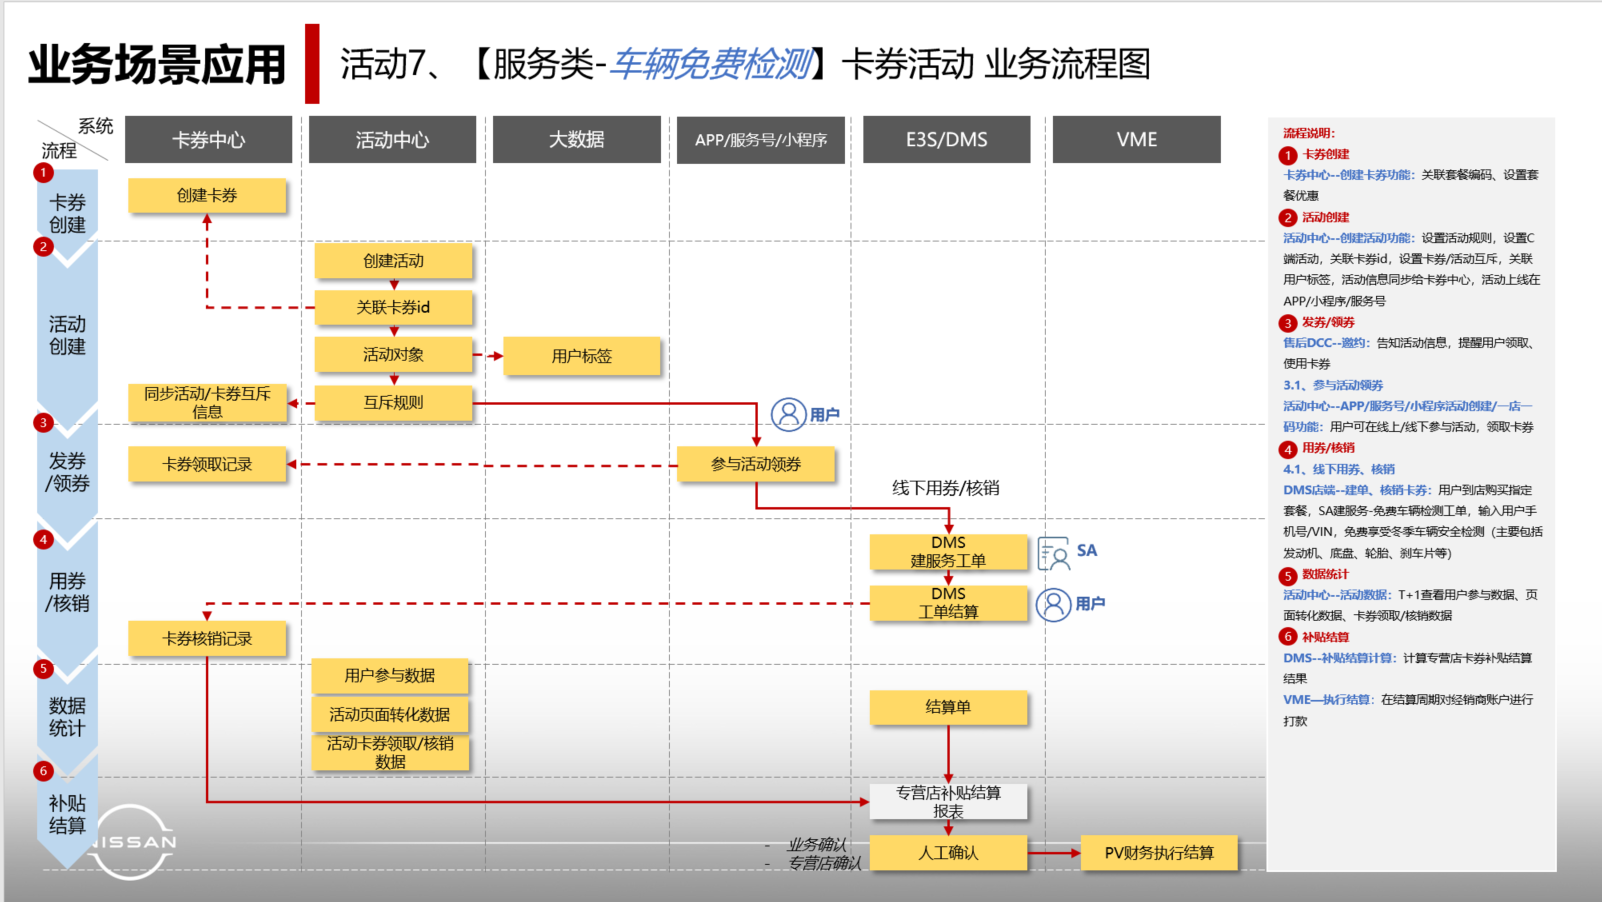 业务场景应用
活动7、【服务类-车辆免费检测】卡券活动 业务流程图
系统
流程
卡券中心
活动中心
大数据
APP/服务号/小程序
E3S/DMS
VME
1
卡券
创建
创建卡券
2
活动
创建
创建活动
关联卡券id
活动对象
用户标签
同步活动/卡券互斥
信息
互斥规则
用户
3
发券
/领券
卡券领取记录
参与活动领券
线下用券/核销
4
用券
/核销
DMS
建服务工单
SA
DMS
工单结算
用户
卡券核销记录
5
数据
统计
用户参与数据
活动页面转化数据
活动卡券领取/核销
数据
结算单
6
补贴
结算
专营店补贴结算
报表
- 业务确认
- 专营店确认
人工确认
PV财务执行结算
NISSAN
流程说明：
1 卡券创建
卡券中心--创建卡券功能：关联套餐编码、设置套
餐优惠
2 活动创建
活动中心--创建活动功能：设置活动规则，设置C
端活动，关联卡券id，设置卡券/活动互斥，关联
用户标签，活动信息同步给卡券中心，活动上线在
APP/小程序/服务号
3 发券/领券
售后DCC--邀约：告知活动信息，提醒用户领取、
使用卡券
3.1、参与活动领券
活动中心--APP/服务号/小程序活动创建/一店一
码功能：用户可在线上/线下参与活动，领取卡券
4 用券/核销
4.1、线下用券、核销
DMS店端--建单、核销卡券：用户到店购买指定
套餐，SA建服务-免费车辆检测工单，输入用户手
机号/VIN，免费享受冬季车辆安全检测（主要包括
发动机、底盘、轮胎、刹车片等）
5 数据统计
活动中心--活动数据：T+1查看用户参与数据、页
面转化数据、卡券领取/核销数据
6 补贴结算
DMS--补贴结算计算：计算专营店卡券补贴结算
结果
VME—执行结算：在结算周期对经销商账户进行
打款